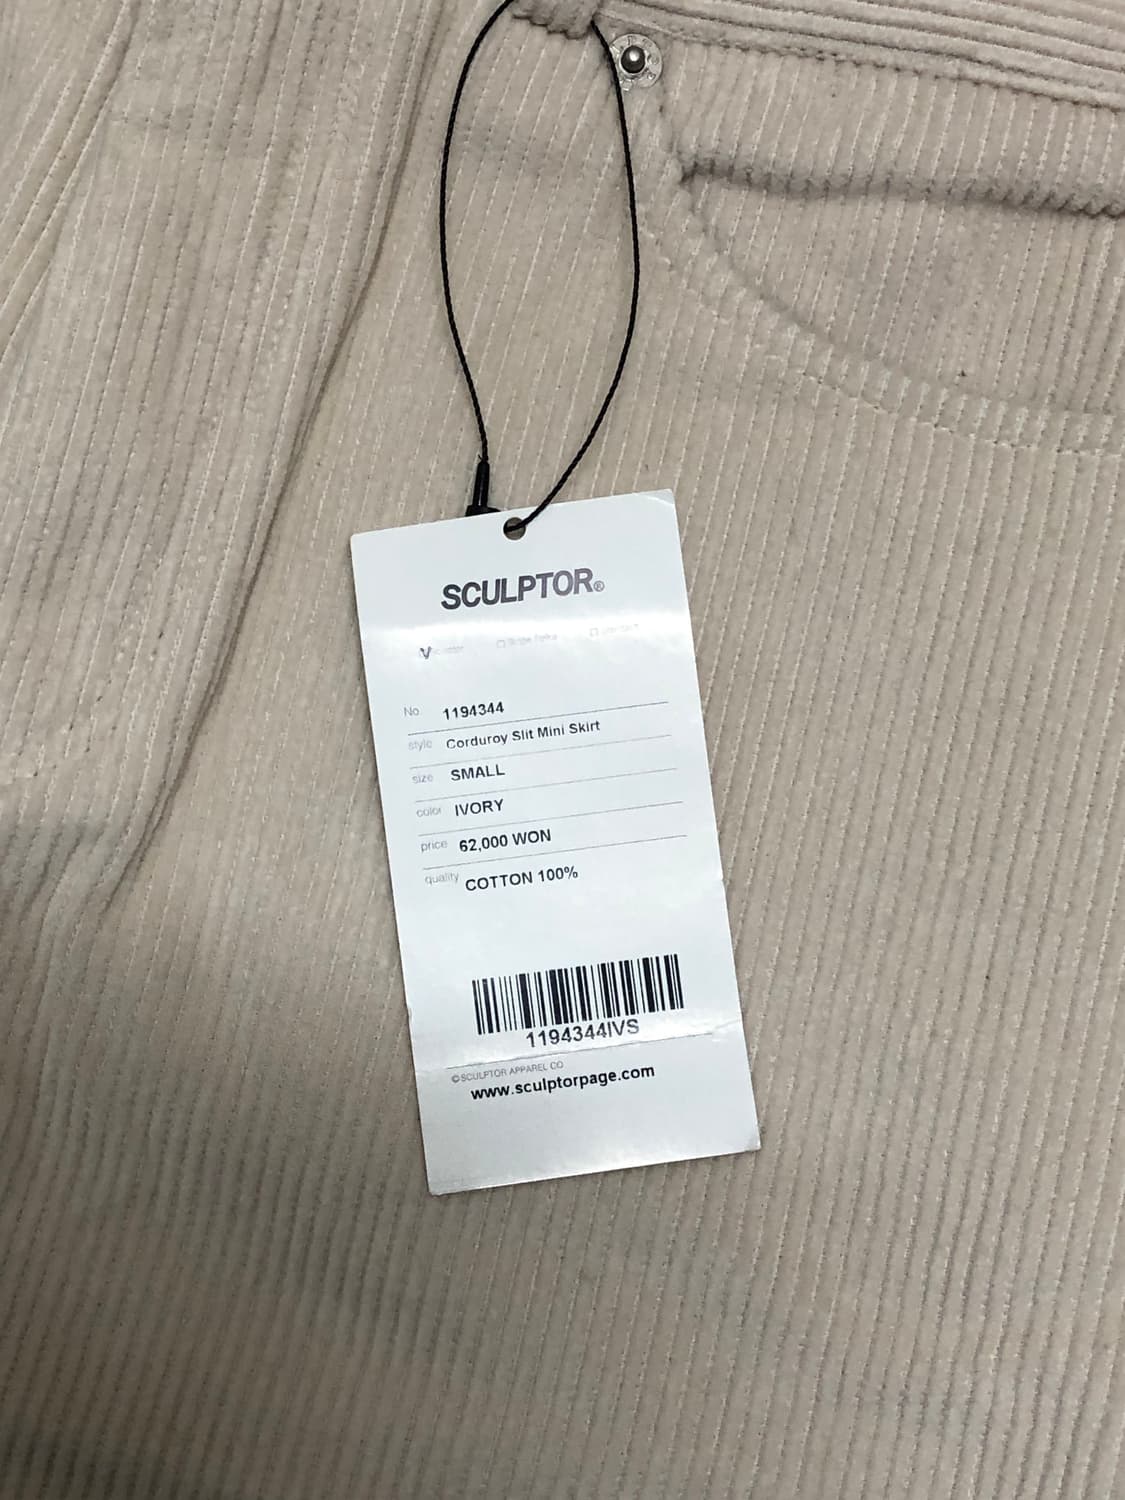 SCULPTOR®
No. 1194344
style Corduroy Slit Mini Skirt
size SMALL
color IVORY
price 62,000 WON
quality COTTON 100%
1194344IVS
©SCULPTOR APPAREL CO
www.sculptorpage.com